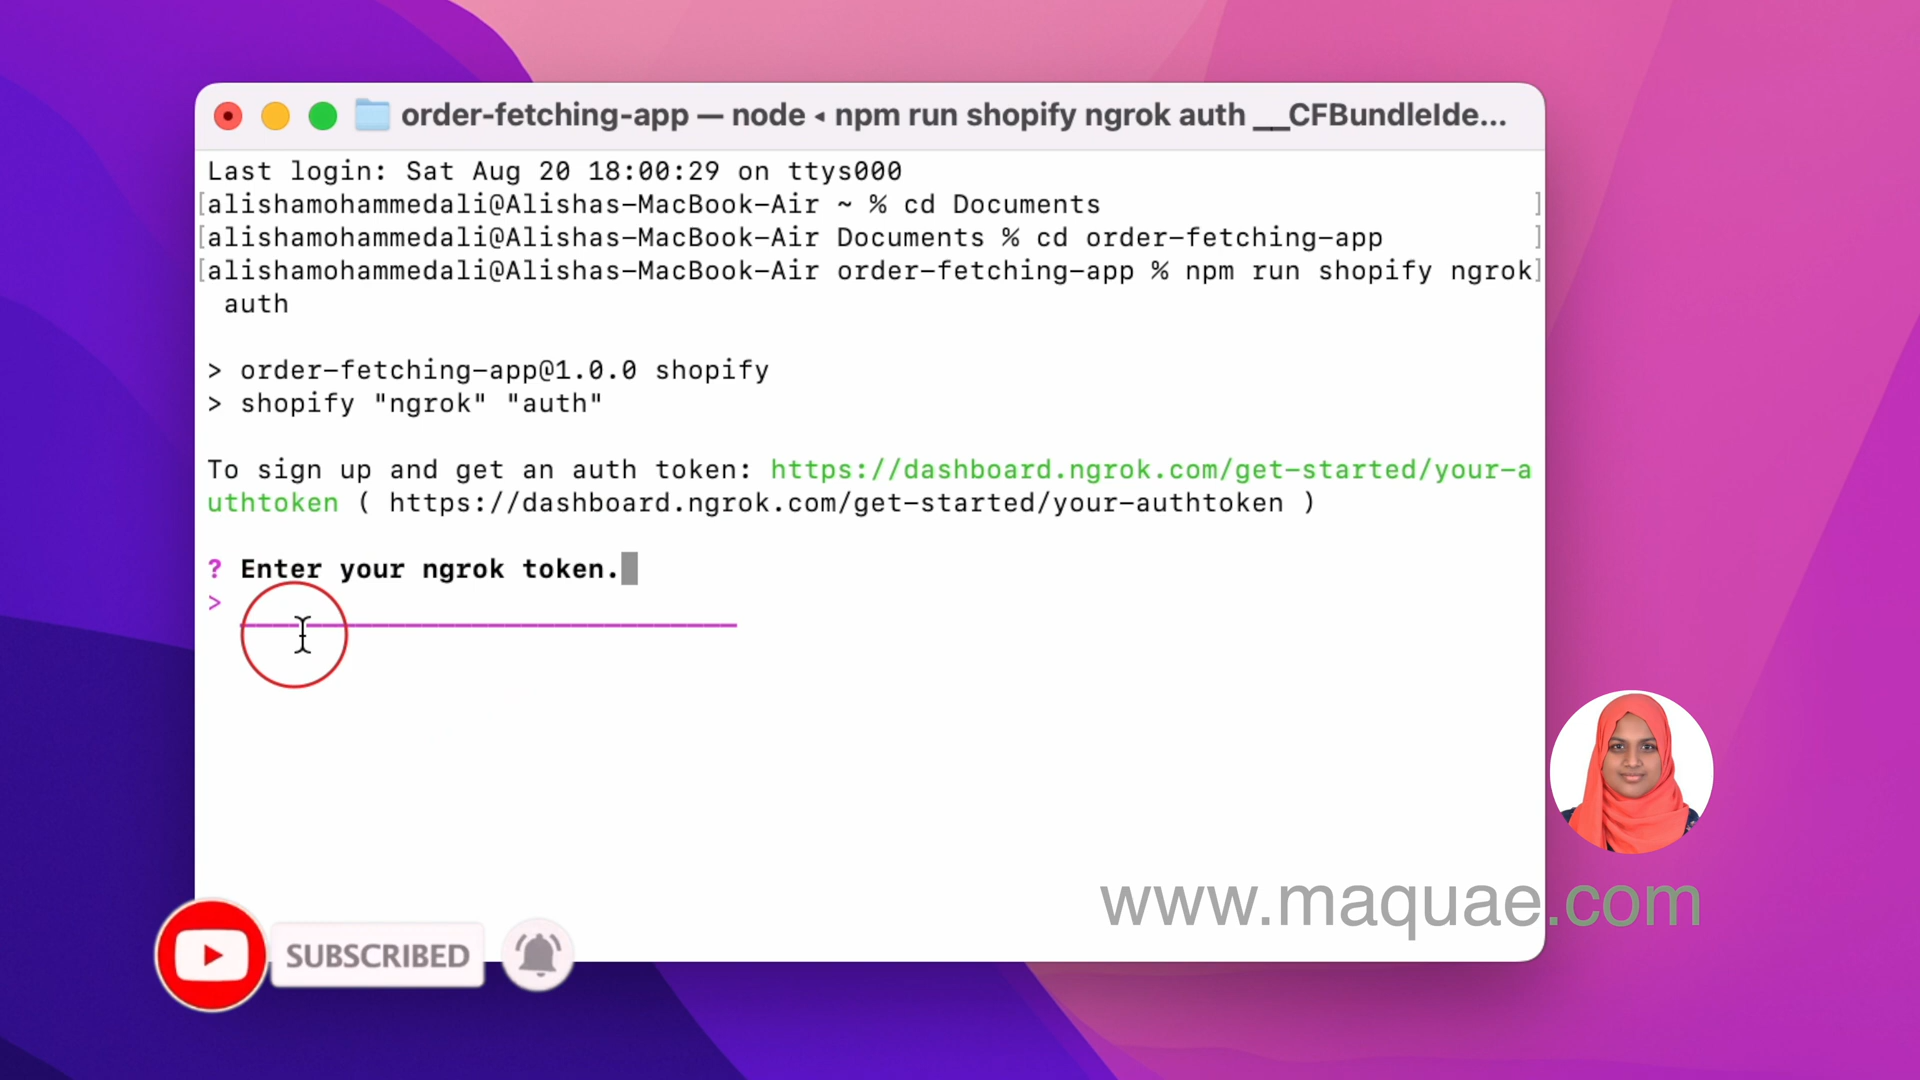 order-fetching-app — node ◂ npm run shopify ngrok auth __CFBundleIde...
Last login: Sat Aug 20 18:00:29 on ttys000
[alishamohammedali@Alishas-MacBook-Air ~ % cd Documents ]
[alishamohammedali@Alishas-MacBook-Air Documents % cd order-fetching-app ]
[alishamohammedali@Alishas-MacBook-Air order-fetching-app % npm run shopify ngrok]
auth
> order-fetching-app@1.0.0 shopify
> shopify "ngrok" "auth"
To sign up and get an auth token: https://dashboard.ngrok.com/get-started/your-a
uthtoken ( https://dashboard.ngrok.com/get-started/your-authtoken )
? Enter your ngrok token.
>
www.maquae.com
SUBSCRIBED